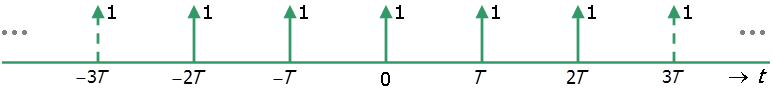 1 1 1 1 1 1 1
... ...
−3T −2T −T 0 T 2T 3T → t